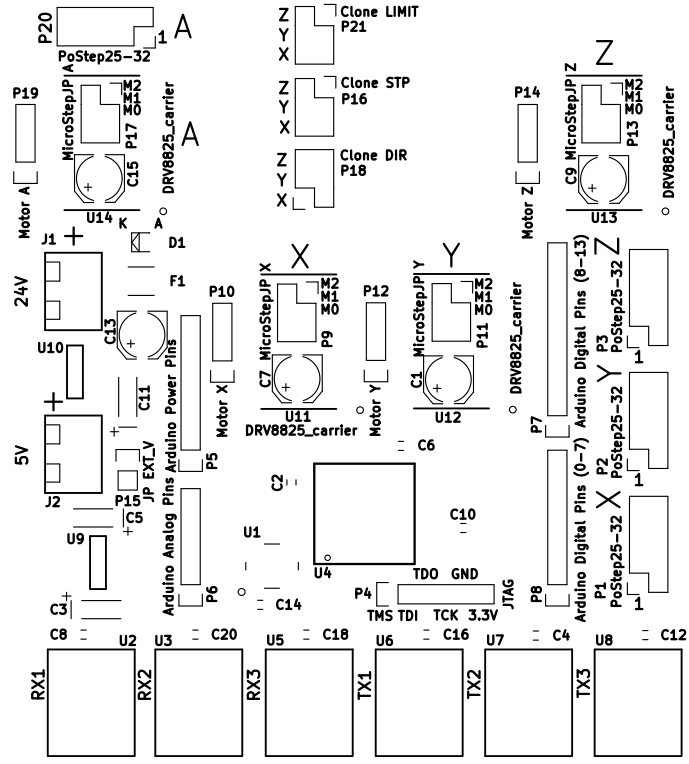 P20
1
A
PoStep25-32
Z
Y
X
Clone LIMIT
P21
Z
Y
X
Clone STP
P16
Z
Y
X
Clone DIR
P18
P19
Motor A
MicroStepJP A
M2
M1
M0
P17
C15
U14
DRV8825_carrier
A
P14
Motor Z
Z
MicroStepJP Z
M2
M1
M0
P13
C9
U13
DRV8825_carrier
K A
D1
F1
J1
+
24V
C13
U10
C11
+
+
5V
J2
JP EXT_V
P15
C5
+
U9
C3
+
Arduino Power Pins
P5
Arduino Analog Pins
P6
P10
Motor X
X
MicroStepJP X
M2
M1
M0
P9
C7
U11
DRV8825_carrier
P12
Motor Y
Y
MicroStepJP Y
M2
M1
M0
P11
C1
U12
DRV8825_carrier
C6
C2
C10
U1
U4
C14
Arduino Digital Pins (8-13)
P7
Arduino Digital Pins (0-7)
P8
Z
PoStep25-32
P3
1
Y
PoStep25-32
P2
1
X
PoStep25-32
P1
1
TDO GND
P4
JTAG
TMS TDI TCK 3.3V
C8
U2
RX1
C20
U3
RX2
C18
U5
RX3
C16
U6
TX1
C4
U7
TX2
C12
U8
TX3